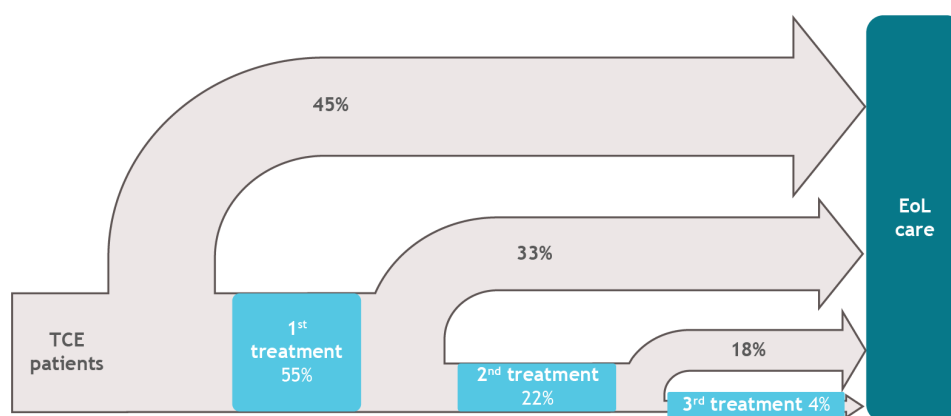 45%
EoL
care
33%
TCE
patients
1st
treatment
55%
18%
2nd treatment
22%
3rd treatment 4%